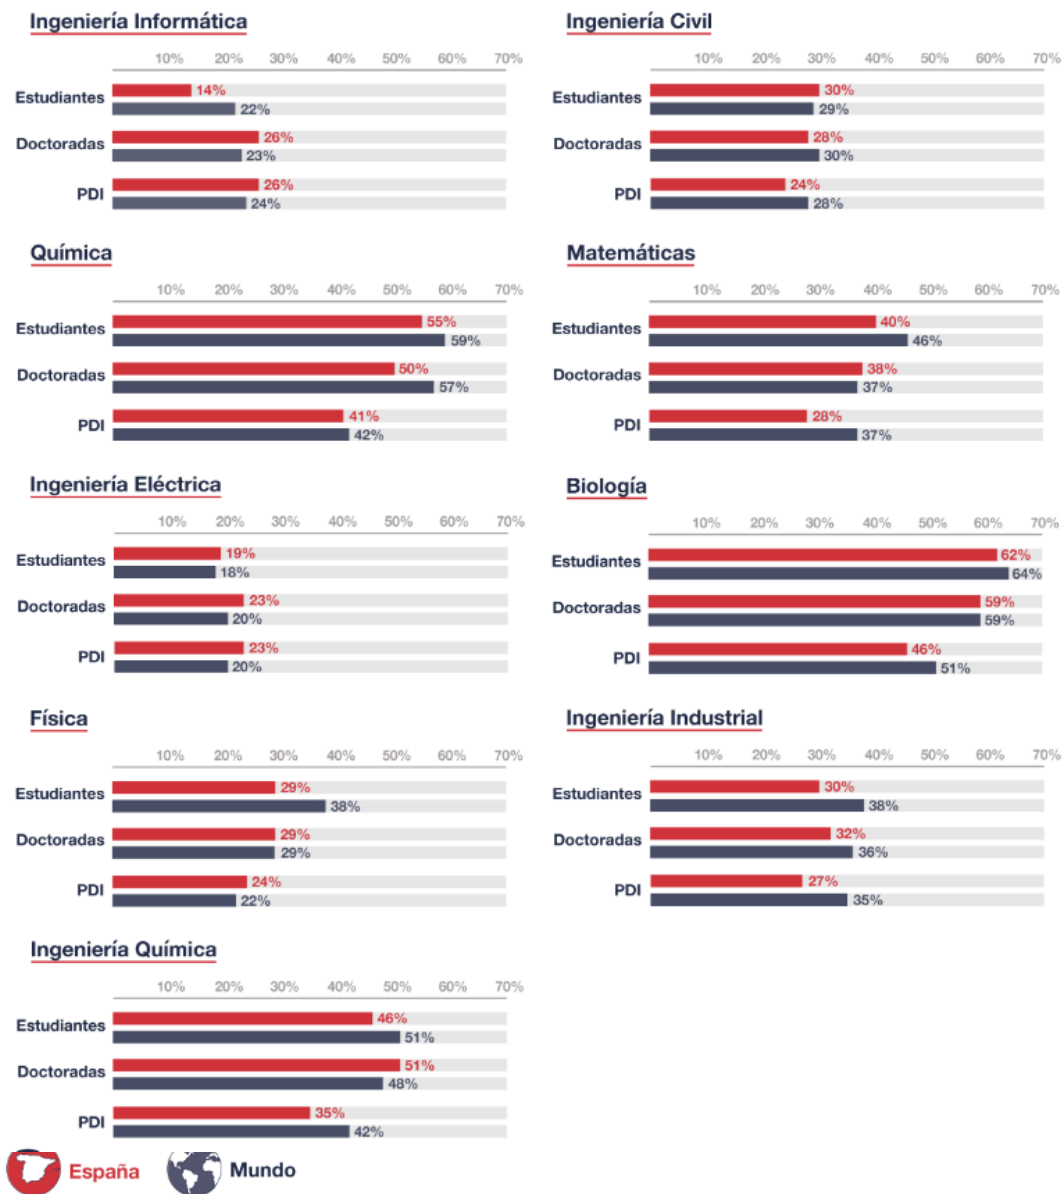 Ingeniería Informática
10% 20% 30% 40% 50% 60% 70%
Estudiantes
14%
22%
Doctoradas
26%
23%
PDI
26%
24%
Ingeniería Civil
10% 20% 30% 40% 50% 60% 70%
Estudiantes
30%
29%
Doctoradas
28%
30%
PDI
24%
28%
Química
10% 20% 30% 40% 50% 60% 70%
Estudiantes
55%
59%
Doctoradas
50%
57%
PDI
41%
42%
Matemáticas
10% 20% 30% 40% 50% 60% 70%
Estudiantes
40%
46%
Doctoradas
38%
37%
PDI
28%
37%
Ingeniería Eléctrica
10% 20% 30% 40% 50% 60% 70%
Estudiantes
19%
18%
Doctoradas
23%
20%
PDI
23%
20%
Biología
10% 20% 30% 40% 50% 60% 70%
Estudiantes
62%
64%
Doctoradas
59%
59%
PDI
46%
51%
Física
10% 20% 30% 40% 50% 60% 70%
Estudiantes
29%
38%
Doctoradas
29%
29%
PDI
24%
22%
Ingeniería Industrial
10% 20% 30% 40% 50% 60% 70%
Estudiantes
30%
38%
Doctoradas
32%
36%
PDI
27%
35%
Ingeniería Química
10% 20% 30% 40% 50% 60% 70%
Estudiantes
46%
51%
Doctoradas
51%
48%
PDI
35%
42%
España Mundo